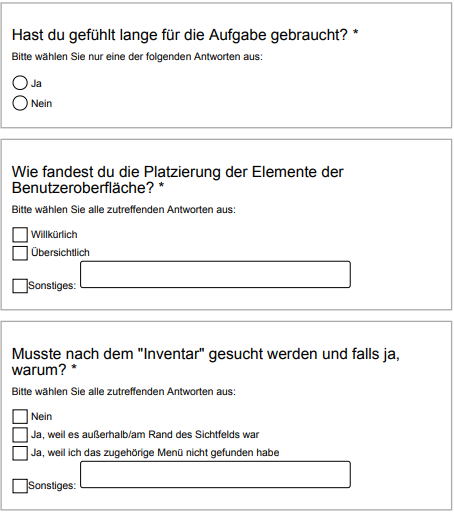 Hast du gefühlt lange für die Aufgabe gebraucht? *
Bitte wählen Sie nur eine der folgenden Antworten aus:
Ja
Nein
Wie fandest du die Platzierung der Elemente der
Benutzeroberfläche? *
Bitte wählen Sie alle zutreffenden Antworten aus:
Willkürlich
Übersichtlich
Sonstiges:
Musste nach dem "Inventar" gesucht werden und falls ja,
warum? *
Bitte wählen Sie alle zutreffenden Antworten aus:
Nein
Ja, weil es außerhalb/am Rand des Sichtfelds war
Ja, weil ich das zugehörige Menü nicht gefunden habe
Sonstiges: